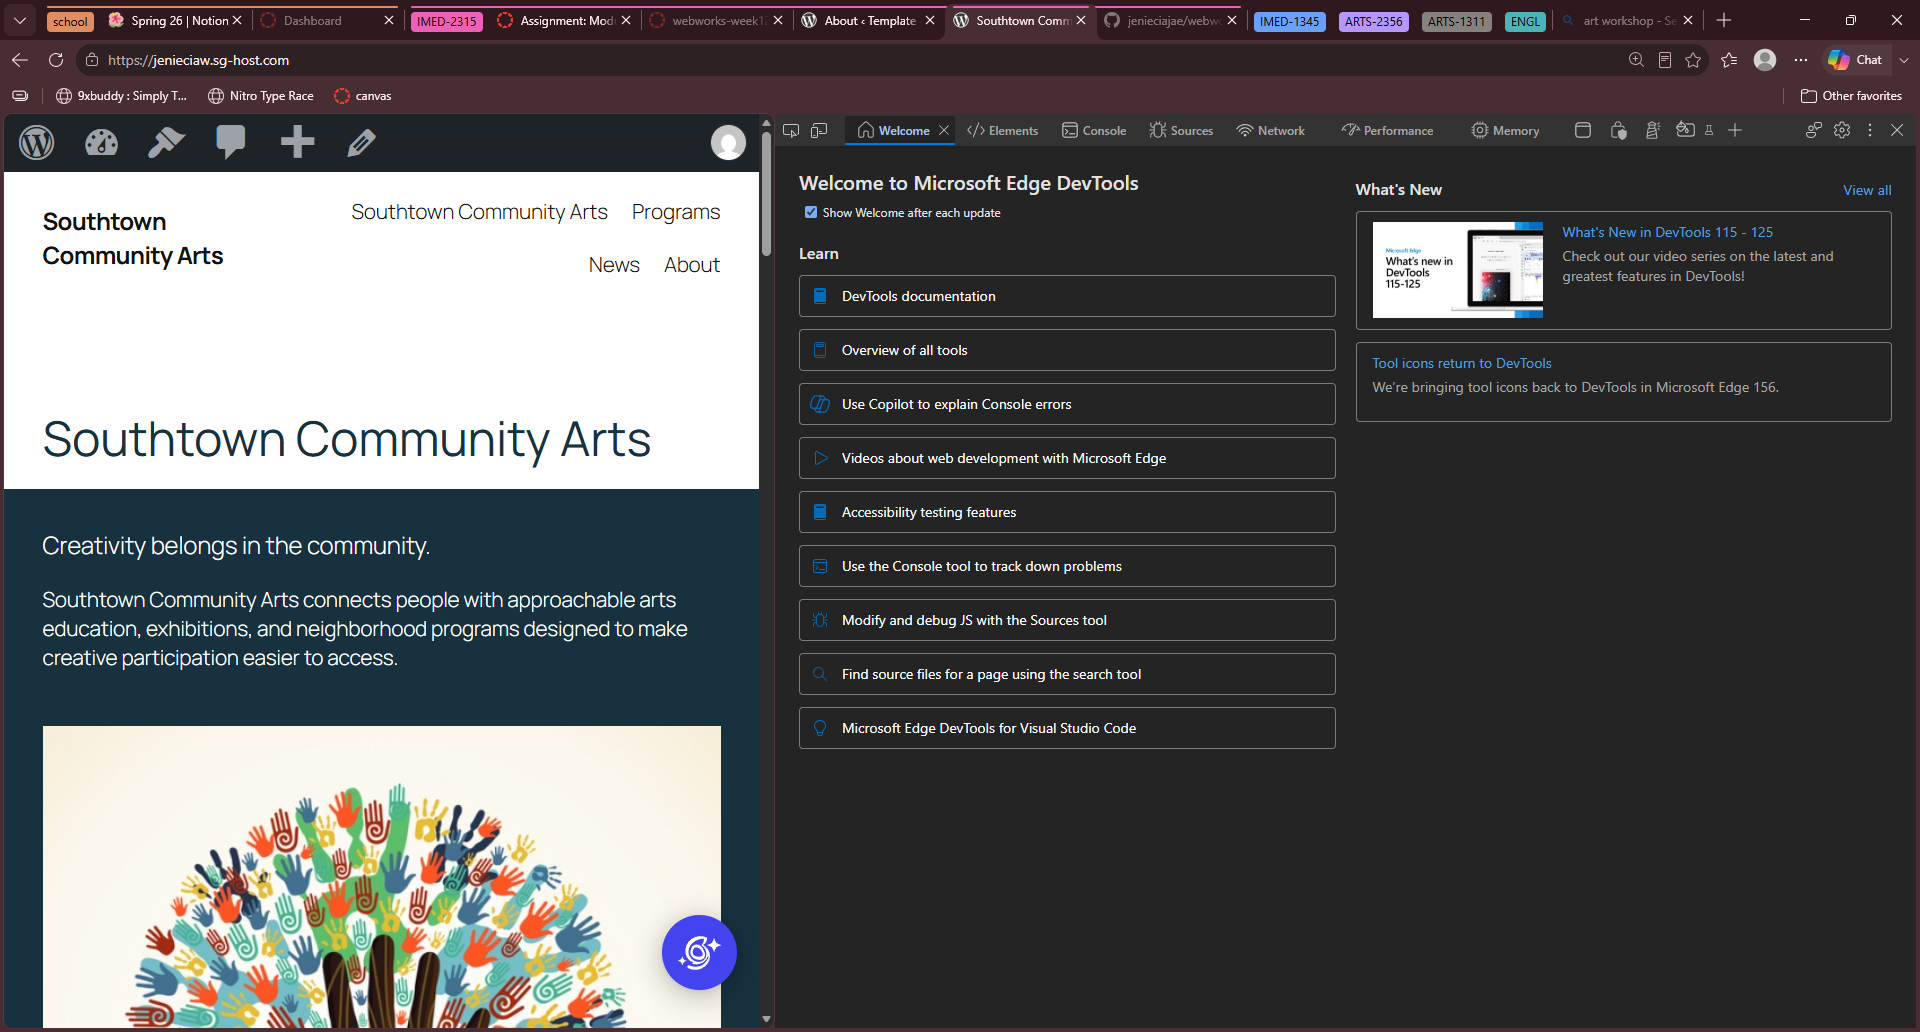 school
Spring 26 | Notion
Dashboard
IMED-2315
Assignment: Mod
webworks-week12
About ‹ Template
Southtown Comm
jenieciajae/webw
IMED-1345
ARTS-2356
ARTS-1311
ENGL
art workshop - Se
https://jenieciaw.sg-host.com
Chat
9xbuddy : Simply T...
Nitro Type Race
canvas
Other favorites
Welcome
Elements
Console
Sources
Network
Performance
Memory
Southtown
Community Arts
Southtown Community Arts
Programs
News
About
Southtown Community Arts
Creativity belongs in the community.
Southtown Community Arts connects people with approachable arts
education, exhibitions, and neighborhood programs designed to make
creative participation easier to access.
Welcome to Microsoft Edge DevTools
Show Welcome after each update
Learn
DevTools documentation
Overview of all tools
Use Copilot to explain Console errors
Videos about web development with Microsoft Edge
Accessibility testing features
Use the Console tool to track down problems
Modify and debug JS with the Sources tool
Find source files for a page using the search tool
Microsoft Edge DevTools for Visual Studio Code
What's New
View all
Microsoft Edge
What's new in
DevTools
115-125
What's New in DevTools 115 - 125
Check out our video series on the latest and
greatest features in DevTools!
Tool icons return to DevTools
We're bringing tool icons back to DevTools in Microsoft Edge 156.